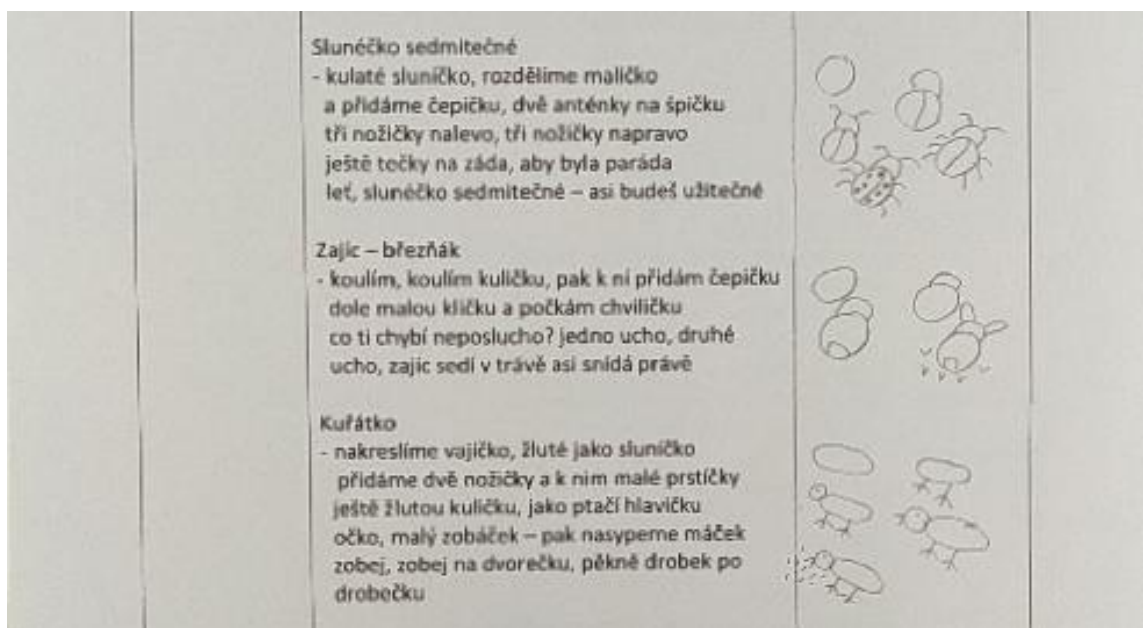 Slunéčko sedmitečné
- kulaté sluníčko, rozdělíme maličko
a přidáme čepičku, dvě anténky na špičku
tři nožičky nalevo, tři nožičky napravo
ještě tečky na záda, aby byla paráda
leť, slunéčko sedmitečné – asi budeš užitečné
Zajíc – březňák
- koulím, koulím kuličku, pak k ní přidám čepičku
dole malou kličku a počkám chviličku
co ti chybí neposlucho? jedno ucho, druhé
ucho, zajíc sedí v trávě asi snídá právě
Kuřátko
- nakreslíme vajíčko, žluté jako sluníčko
přidáme dvě nožičky a k nim malé prstíčky
ještě žlutou kuličku, jako ptačí hlavičku
očko, malý zobáček – pak nasypeme máček
zobej, zobej na dvorečku, pěkně drobek po
drobečku